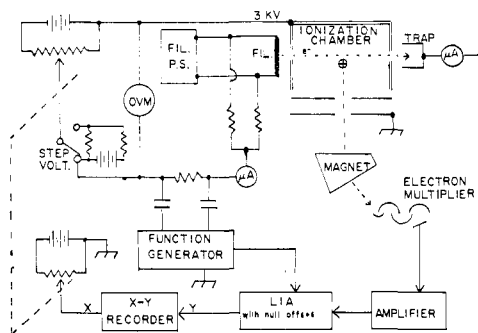 3 KV
IONIZATION
CHAMBER
TRAP
FIL.
P.S.
FIL.
e-
μA
OVM
STEP
VOLT.
μA
MAGNET
ELECTRON
MULTIPLIER
FUNCTION
GENERATOR
X
X-Y
RECORDER
Y
LIA
with null offset
AMPLIFIER